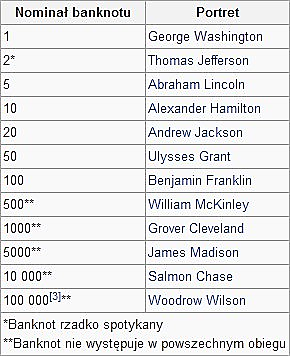 Nominał banknotu Portret
1 George Washington
2* Thomas Jefferson
5 Abraham Lincoln
10 Alexander Hamilton
20 Andrew Jackson
50 Ulysses Grant
100 Benjamin Franklin
500** William McKinley
1000** Grover Cleveland
5000** James Madison
10 000** Salmon Chase
100 000[3]** Woodrow Wilson
*Banknot rzadko spotykany
**Banknot nie występuje w powszechnym obiegu